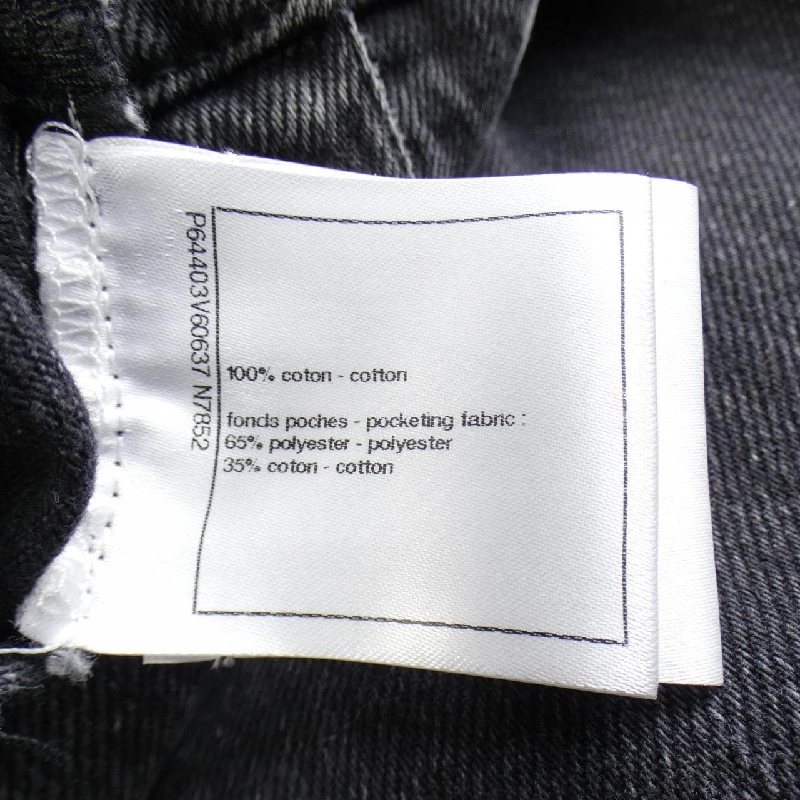 P64403V60637 N7852
100% coton - cotton
fonds poches - pocketing fabric :
65% polyester - polyester
35% coton - cotton